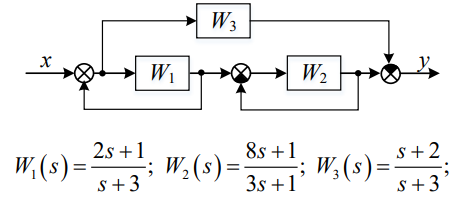 W₃
x W₁ W₂ y
W₁(s)=(2s+1)/(s+3); W₂(s)=(8s+1)/(3s+1); W₃(s)=(s+2)/(s+3);